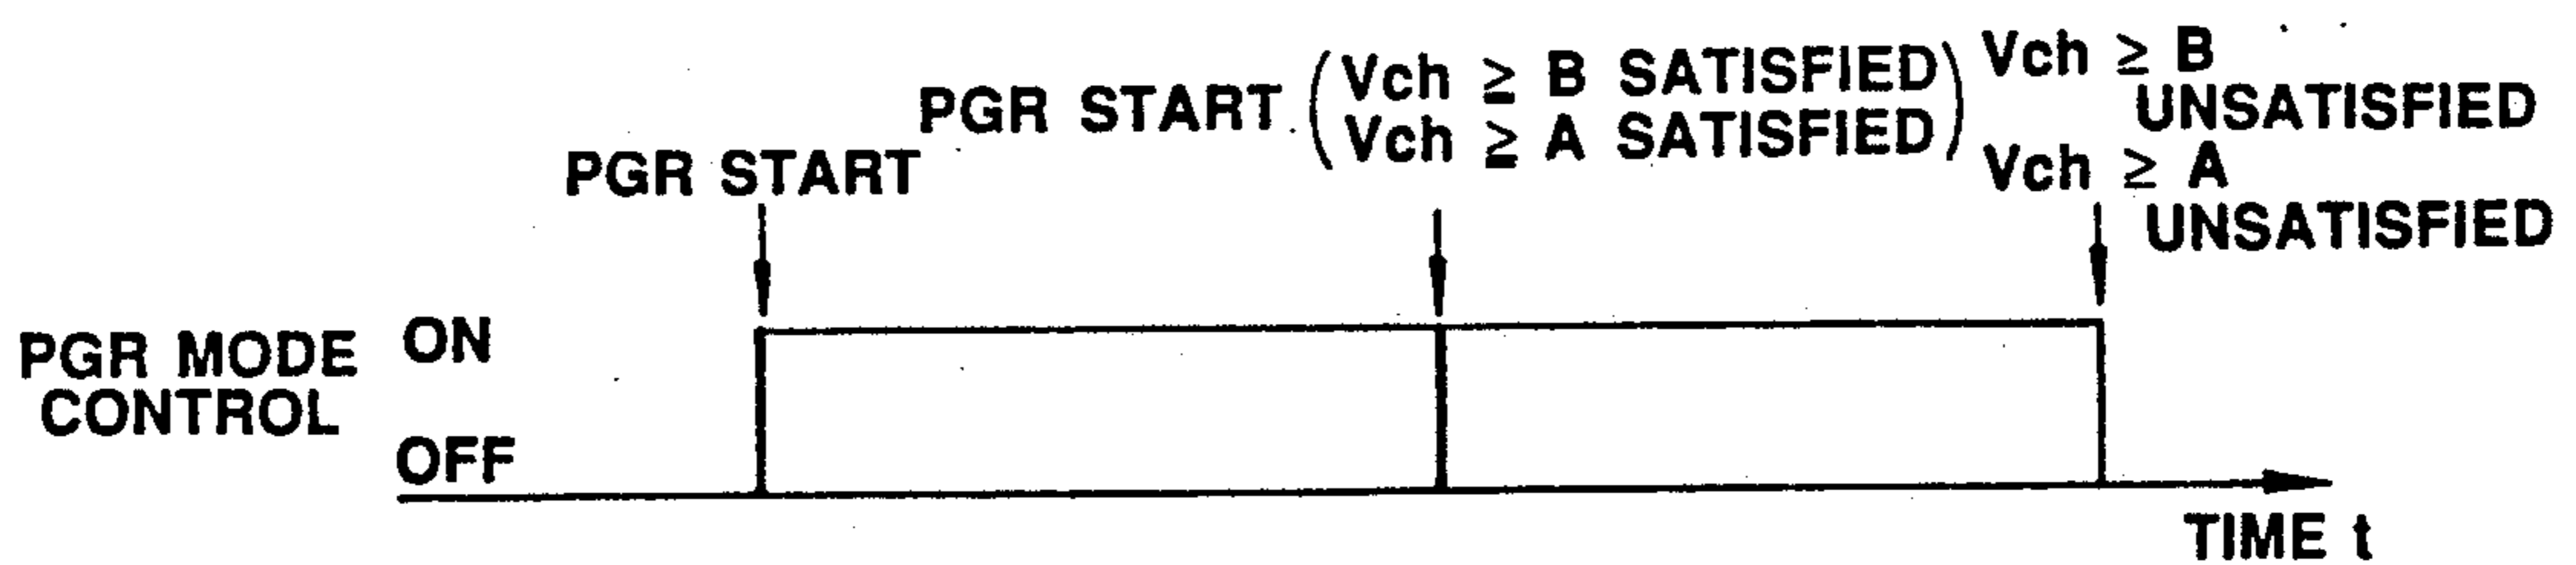 PGR START
PGR START (Vch ≥ B SATISFIED
Vch ≥ A SATISFIED)
Vch ≥ B
UNSATISFIED
Vch ≥ A
UNSATISFIED
PGR MODE
CONTROL
ON
OFF
TIME t